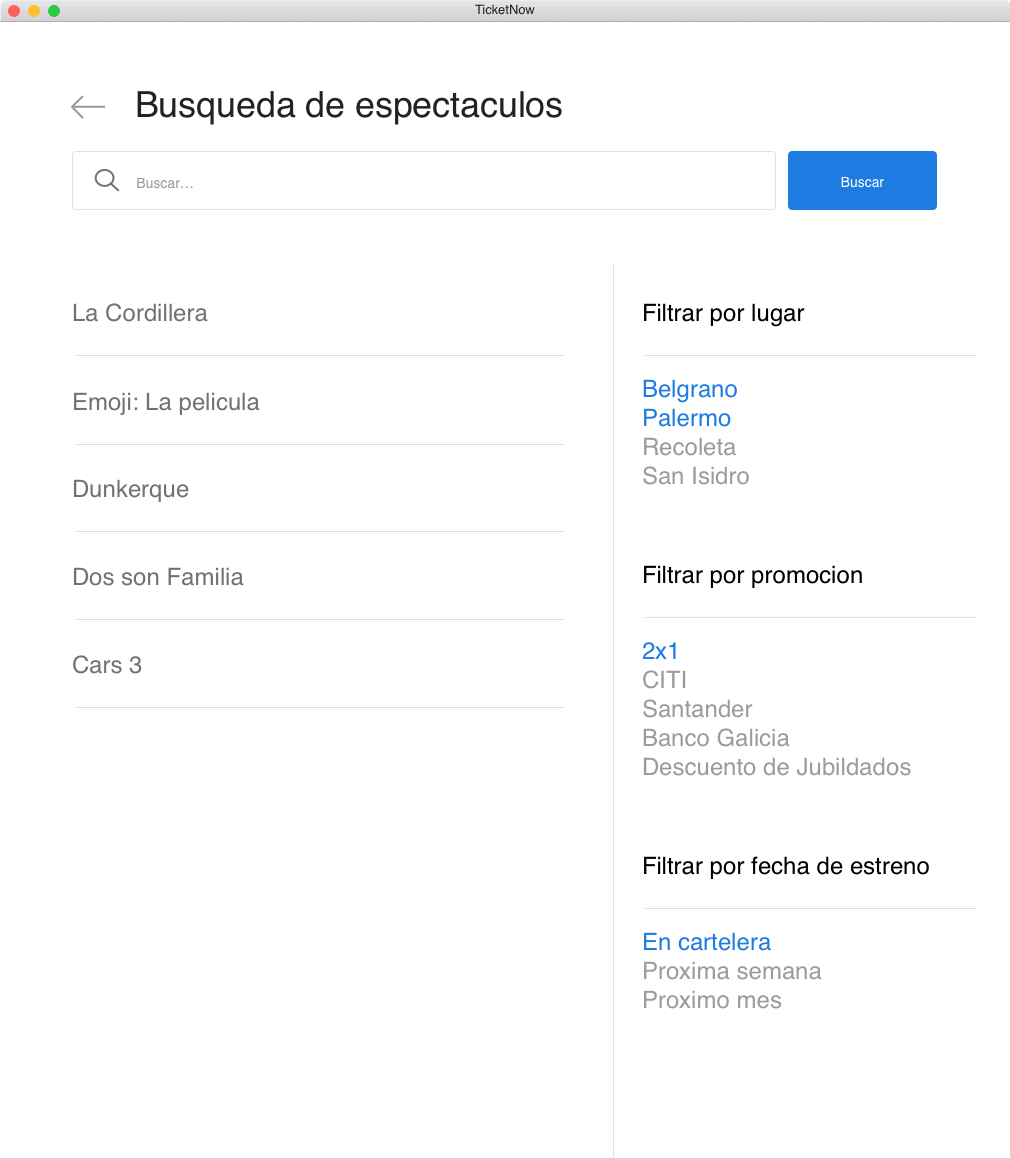 TicketNow
Busqueda de espectaculos
Buscar...
Buscar
La Cordillera
Emoji: La pelicula
Dunkerque
Dos son Familia
Cars 3
Filtrar por lugar
Belgrano
Palermo
Recoleta
San Isidro
Filtrar por promocion
2x1
CITI
Santander
Banco Galicia
Descuento de Jubildados
Filtrar por fecha de estreno
En cartelera
Proxima semana
Proximo mes